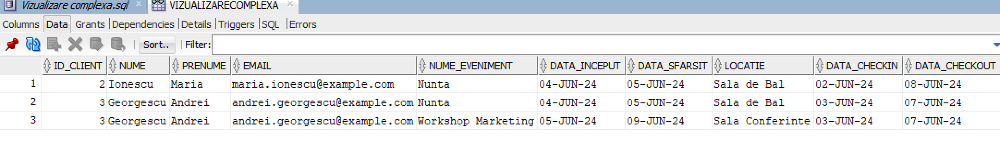 Vizualizare complexa.sql × VIZUALIZARECOMPLEXA ×
Columns Data Grants Dependencies Details Triggers SQL Errors
Sort.. Filter:
ID_CLIENT NUME PRENUME EMAIL NUME_EVENIMENT DATA_INCEPUT DATA_SFARSIT LOCATIE DATA_CHECKIN DATA_CHECKOUT
1 2 Ionescu Maria maria.ionescu@example.com Nunta 04-JUN-24 05-JUN-24 Sala de Bal 02-JUN-24 08-JUN-24
2 3 Georgescu Andrei andrei.georgescu@example.com Nunta 04-JUN-24 05-JUN-24 Sala de Bal 03-JUN-24 07-JUN-24
3 3 Georgescu Andrei andrei.georgescu@example.com Workshop Marketing 05-JUN-24 09-JUN-24 Sala Conferinte 03-JUN-24 07-JUN-24